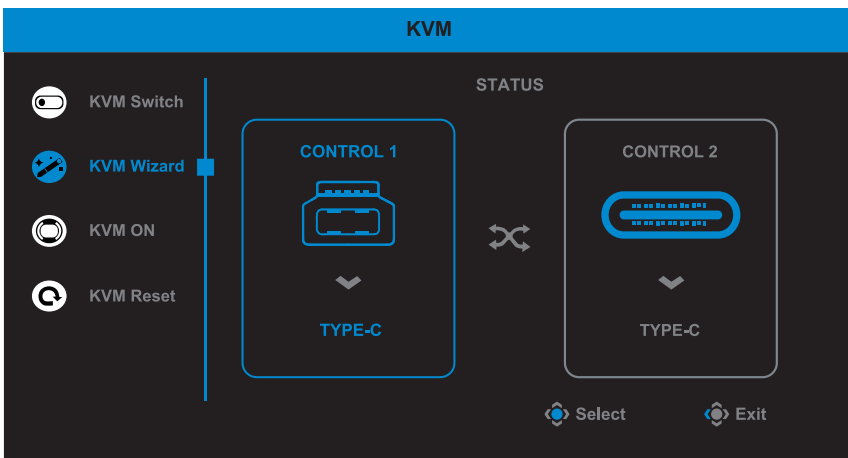 KVM
STATUS
KVM Switch
KVM Wizard
KVM ON
KVM Reset
CONTROL 1
TYPE-C
CONTROL 2
TYPE-C
Select
Exit